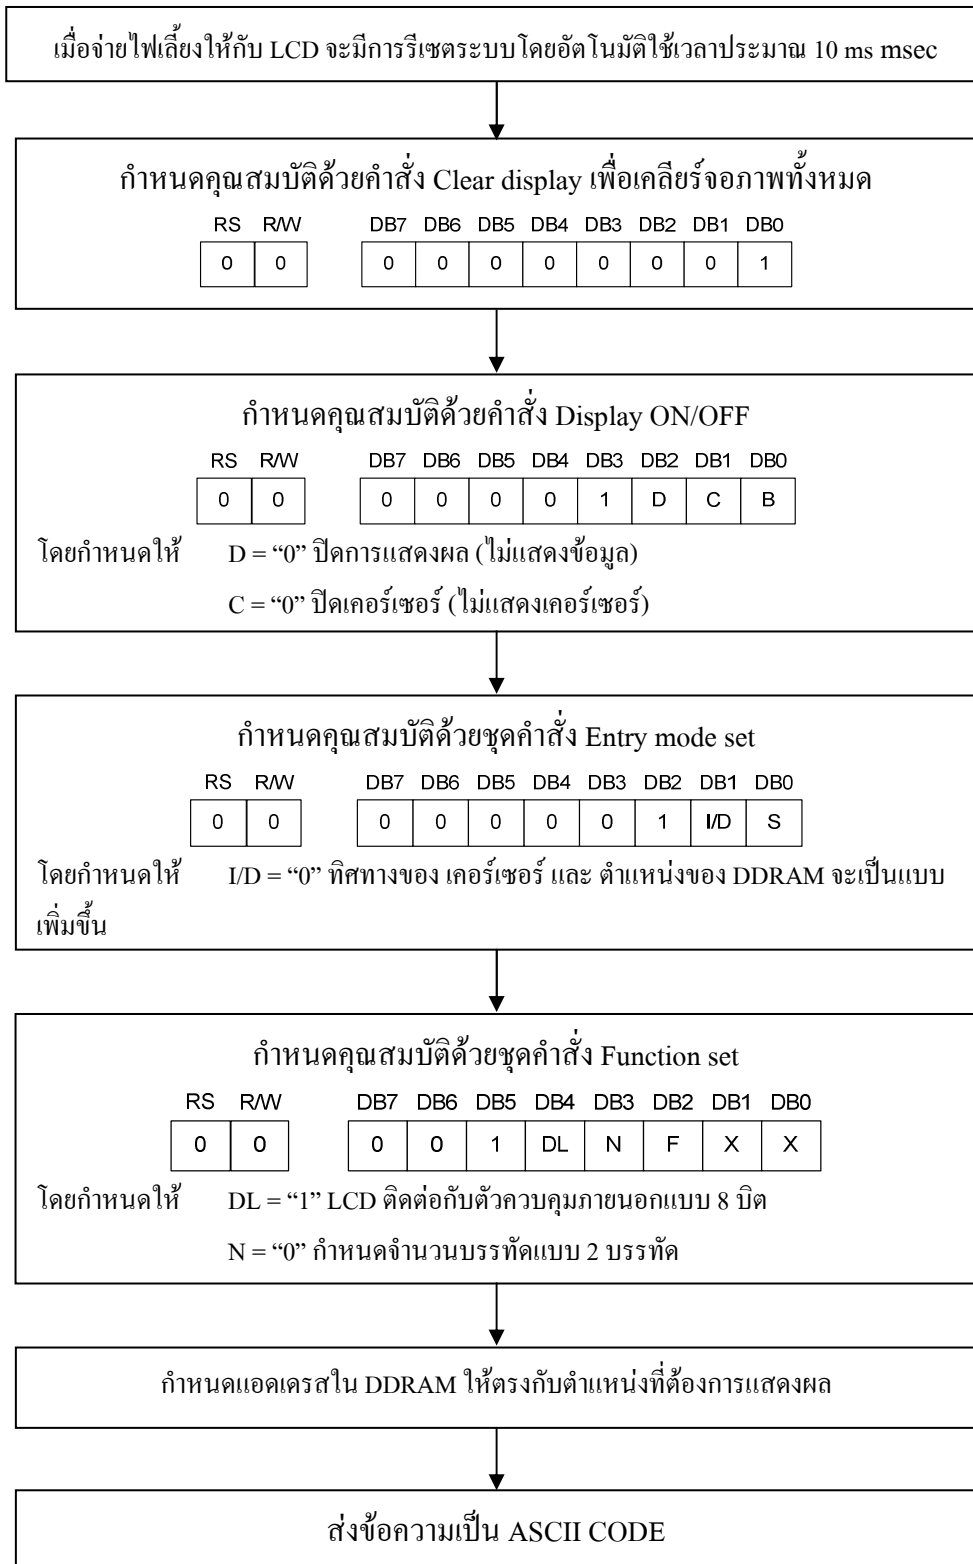 เมื่อจ่ายไฟเลี้ยงให้กับ LCD จะมีการรีเซตระบบโดยอัตโนมัติใช้เวลาประมาณ 10 ms msec
กำหนดคุณสมบัติด้วยคำสั่ง Clear display เพื่อเคลียร์จอภาพทั้งหมด
RS R/W DB7 DB6 DB5 DB4 DB3 DB2 DB1 DB0
0 0 0 0 0 0 0 0 0 1
กำหนดคุณสมบัติด้วยคำสั่ง Display ON/OFF
RS R/W DB7 DB6 DB5 DB4 DB3 DB2 DB1 DB0
0 0 0 0 0 0 1 D C B
โดยกำหนดให้ D = “0” ปิดการแสดงผล (ไม่แสดงข้อมูล)
C = “0” ปิดเคอร์เซอร์ (ไม่แสดงเคอร์เซอร์)
กำหนดคุณสมบัติด้วยชุดคำสั่ง Entry mode set
RS R/W DB7 DB6 DB5 DB4 DB3 DB2 DB1 DB0
0 0 0 0 0 0 0 1 I/D S
โดยกำหนดให้ I/D = “0” ทิศทางของ เคอร์เซอร์ และ ตำแหน่งของ DDRAM จะเป็นแบบ
เพิ่มขึ้น
กำหนดคุณสมบัติด้วยชุดคำสั่ง Function set
RS R/W DB7 DB6 DB5 DB4 DB3 DB2 DB1 DB0
0 0 0 0 1 DL N F X X
โดยกำหนดให้ DL = “1” LCD ติดต่อกับตัวควบคุมภายนอกแบบ 8 บิต
N = “0” กำหนดจำนวนบรรทัดแบบ 2 บรรทัด
กำหนดแอดเดรสใน DDRAM ให้ตรงกับตำแหน่งที่ต้องการแสดงผล
ส่งข้อความเป็น ASCII CODE